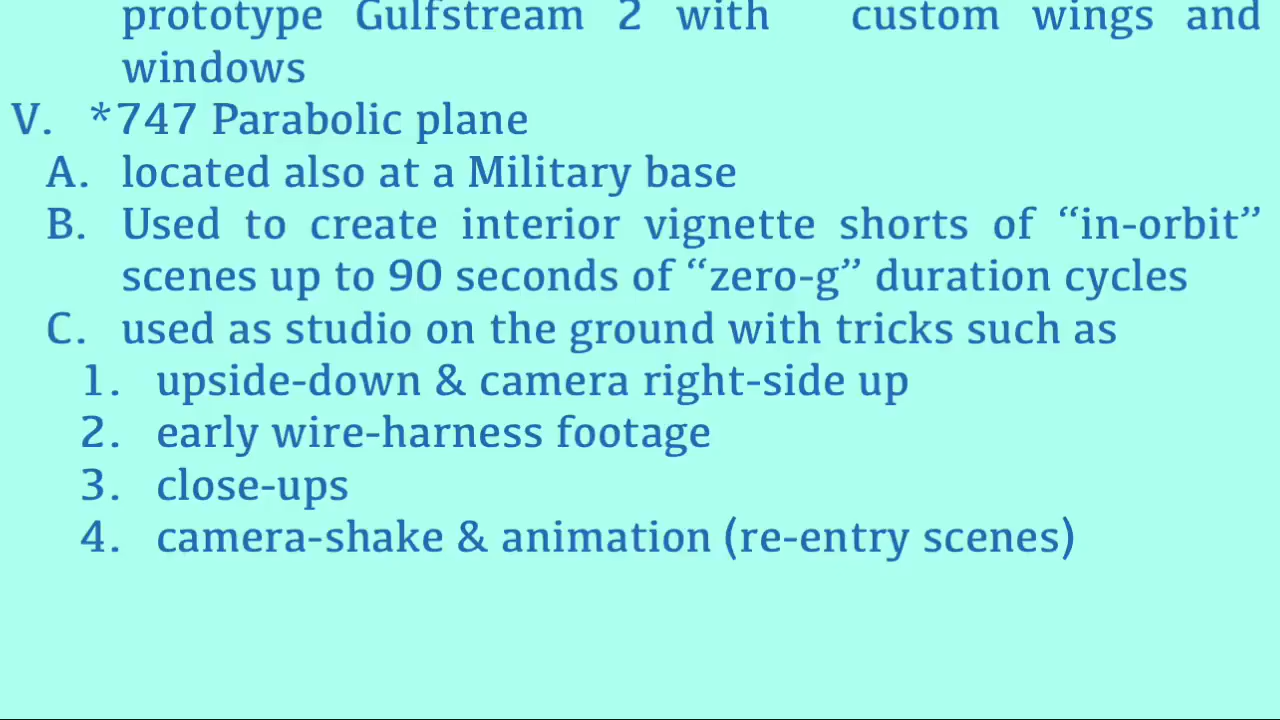 prototype Gulfstream 2 with custom wings and
windows
V. *747 Parabolic plane
A. located also at a Military base
B. Used to create interior vignette shorts of “in-orbit”
scenes up to 90 seconds of “zero-g” duration cycles
C. used as studio on the ground with tricks such as
1. upside-down & camera right-side up
2. early wire-harness footage
3. close-ups
4. camera-shake & animation (re-entry scenes)